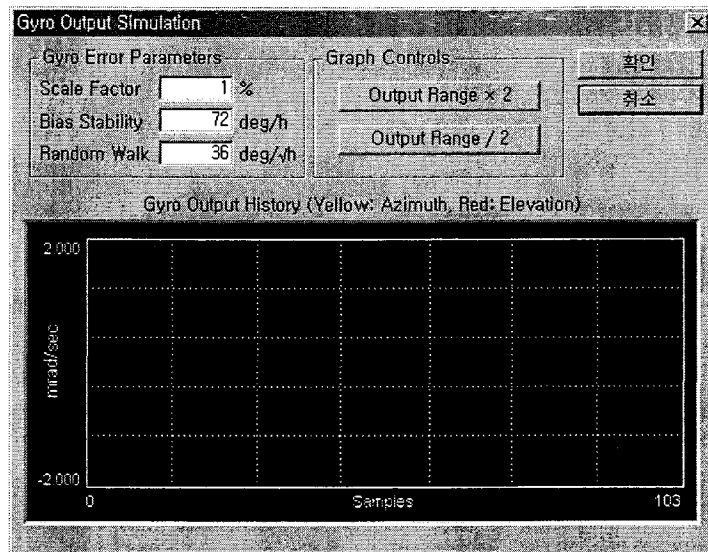 Gyro Output Simulation
Gyro Error Parameters
Scale Factor 1 %
Bias Stability 72 deg/h
Random Walk 36 deg/√h
Graph Controls
Output Range × 2
Output Range / 2
확인
취소
Gyro Output History (Yellow: Azimuth, Red: Elevation)
2.000
mrad/sec
-2.000
0
Samples
103